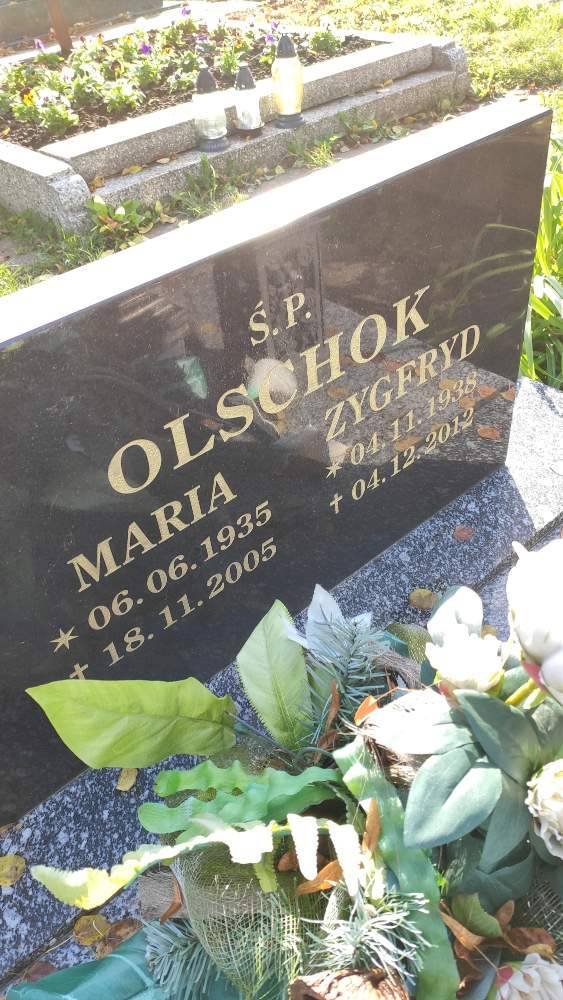 Ś.P.
OLSCHOK
MARIA
✶ 06.06.1935
✝ 18.11.2005
ZYGFRYD
✶ 04.11.1938
✝ 04.12.2012